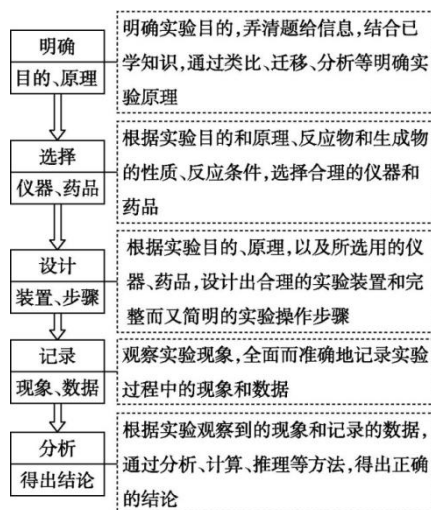 明确
目的、原理
明确实验目的,弄清题给信息,结合已
学知识,通过类比、迁移、分析等明确实
验原理
选择
仪器、药品
根据实验目的和原理、反应物和生成物
的性质、反应条件,选择合理的仪器和
药品
设计
装置、步骤
根据实验目的、原理,以及所选用的仪
器、药品,设计出合理的实验装置和完
整而又简明的实验操作步骤
记录
现象、数据
观察实验现象,全面而准确地记录实验
过程中的现象和数据
分析
得出结论
根据实验观察到的现象和记录的数据,
通过分析、计算、推理等方法,得出正确
的结论